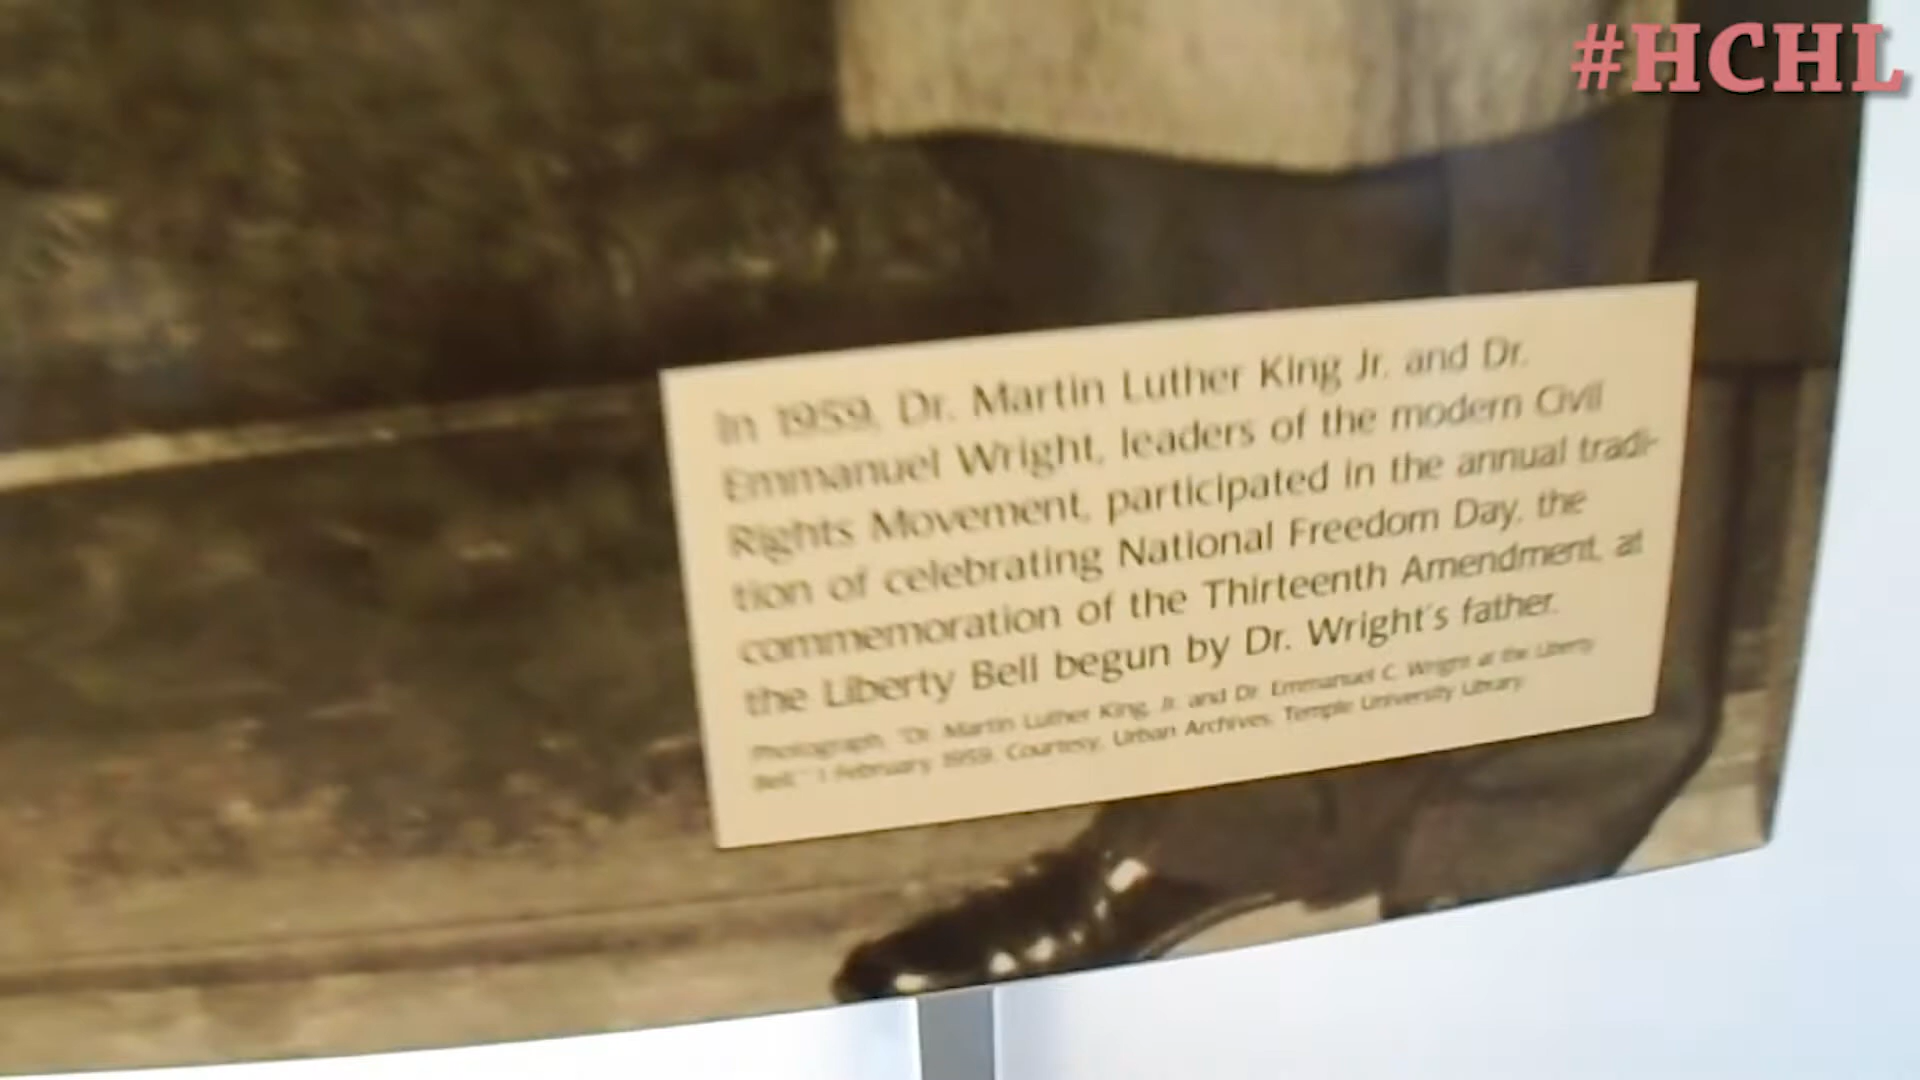 #HCHL
In 1959, Dr. Martin Luther King Jr. and Dr.
Emmanuel Wright, leaders of the modern Civil
Rights Movement, participated in the annual tradi-
tion of celebrating National Freedom Day, the
commemoration of the Thirteenth Amendment, at
the Liberty Bell begun by Dr. Wright's father.
Photograph, "Dr. Martin Luther King, Jr. and Dr. Emmanuel C. Wright at the Liberty
Bell," 1 February 1959. Courtesy, Urban Archives, Temple University Library.